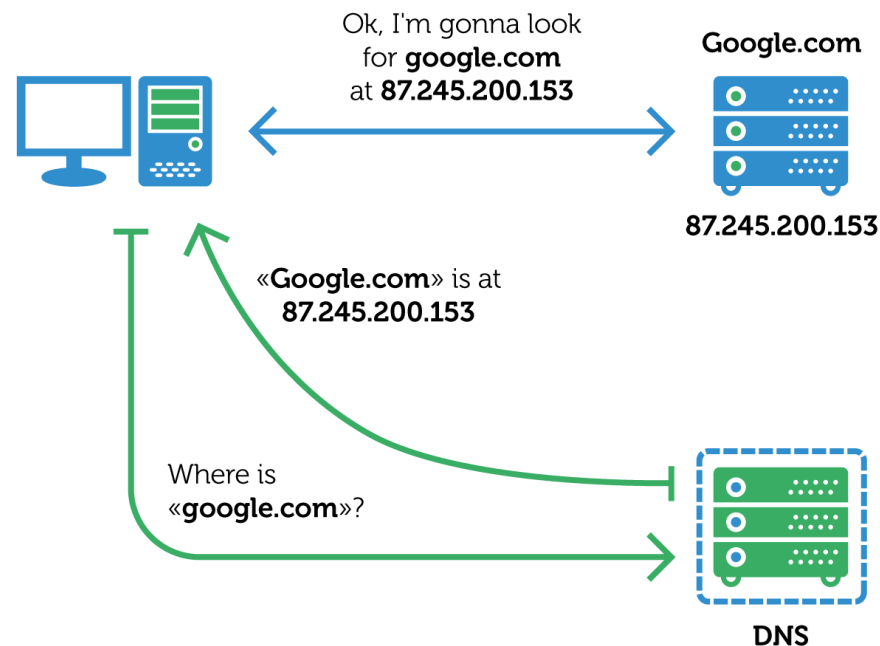 Ok, I'm gonna look
for google.com
at 87.245.200.153
Google.com
87.245.200.153
«Google.com» is at
87.245.200.153
Where is
«google.com»?
DNS